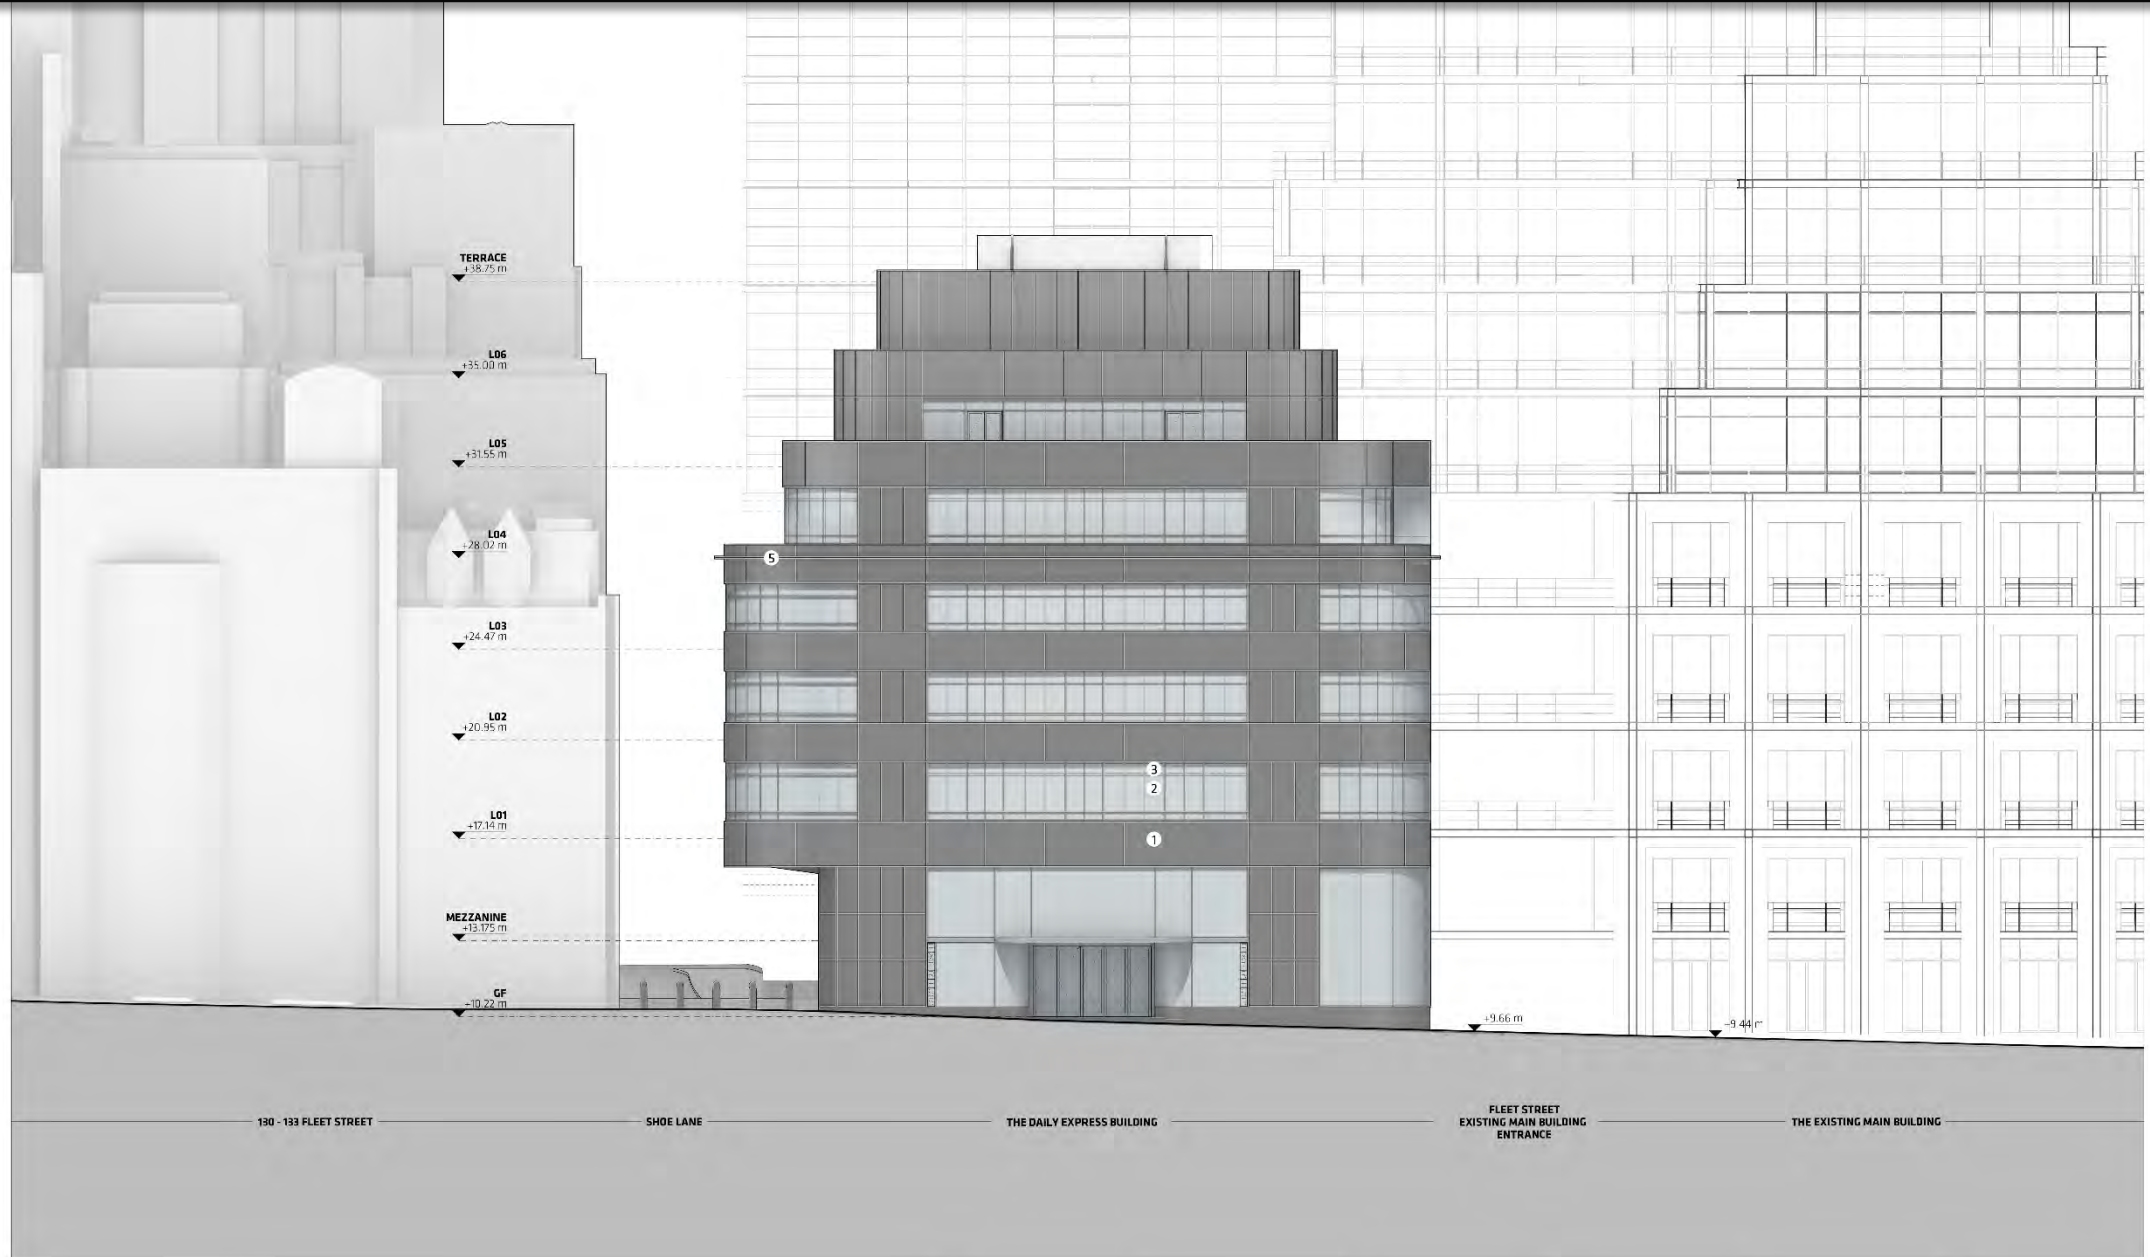 TERRACE
+38.75 m
L06
+35.00 m
L05
+31.55 m
L04
+28.02 m
5
L03
+24.47 m
L02
+20.95 m
3
2
L01
+17.14 m
1
MEZZANINE
+13.175 m
GF
+10.22 m
+9.66 m
+9.44 m
130 - 133 FLEET STREET
SHOE LANE
THE DAILY EXPRESS BUILDING
FLEET STREET
EXISTING MAIN BUILDING
ENTRANCE
THE EXISTING MAIN BUILDING